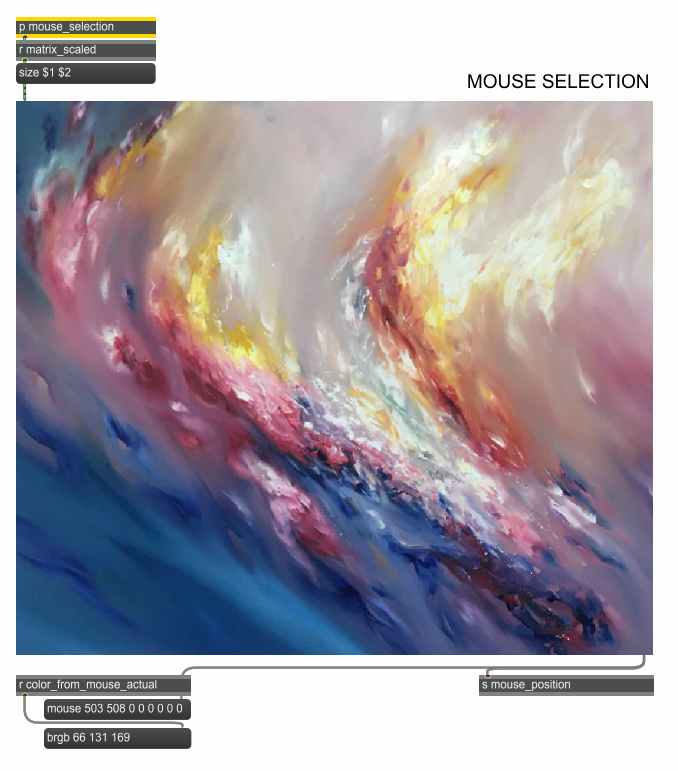 p mouse_selection
r matrix_scaled
size $1 $2
MOUSE SELECTION
r color_from_mouse_actual
s mouse_position
mouse 503 508 0 0 0 0 0 0
brgb 66 131 169